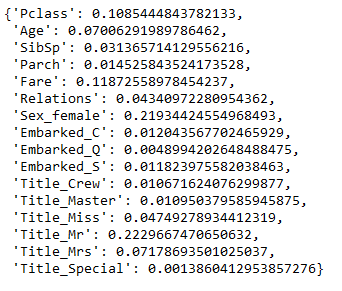 {'Pclass': 0.1085444843782133,
'Age': 0.07006291989786462,
'SibSp': 0.031365714129556216,
'Parch': 0.014525843524173528,
'Fare': 0.11872558978454237,
'Relations': 0.04340972280954362,
'Sex_female': 0.21934424554968493,
'Embarked_C': 0.012043567702465929,
'Embarked_Q': 0.0048994202648488475,
'Embarked_S': 0.011823975582038463,
'Title_Crew': 0.010671624076299877,
'Title_Master': 0.010950379585945875,
'Title_Miss': 0.04749278934412319,
'Title_Mr': 0.2229667470650632,
'Title_Mrs': 0.07178693501025037,
'Title_Special': 0.0013860412953857276}